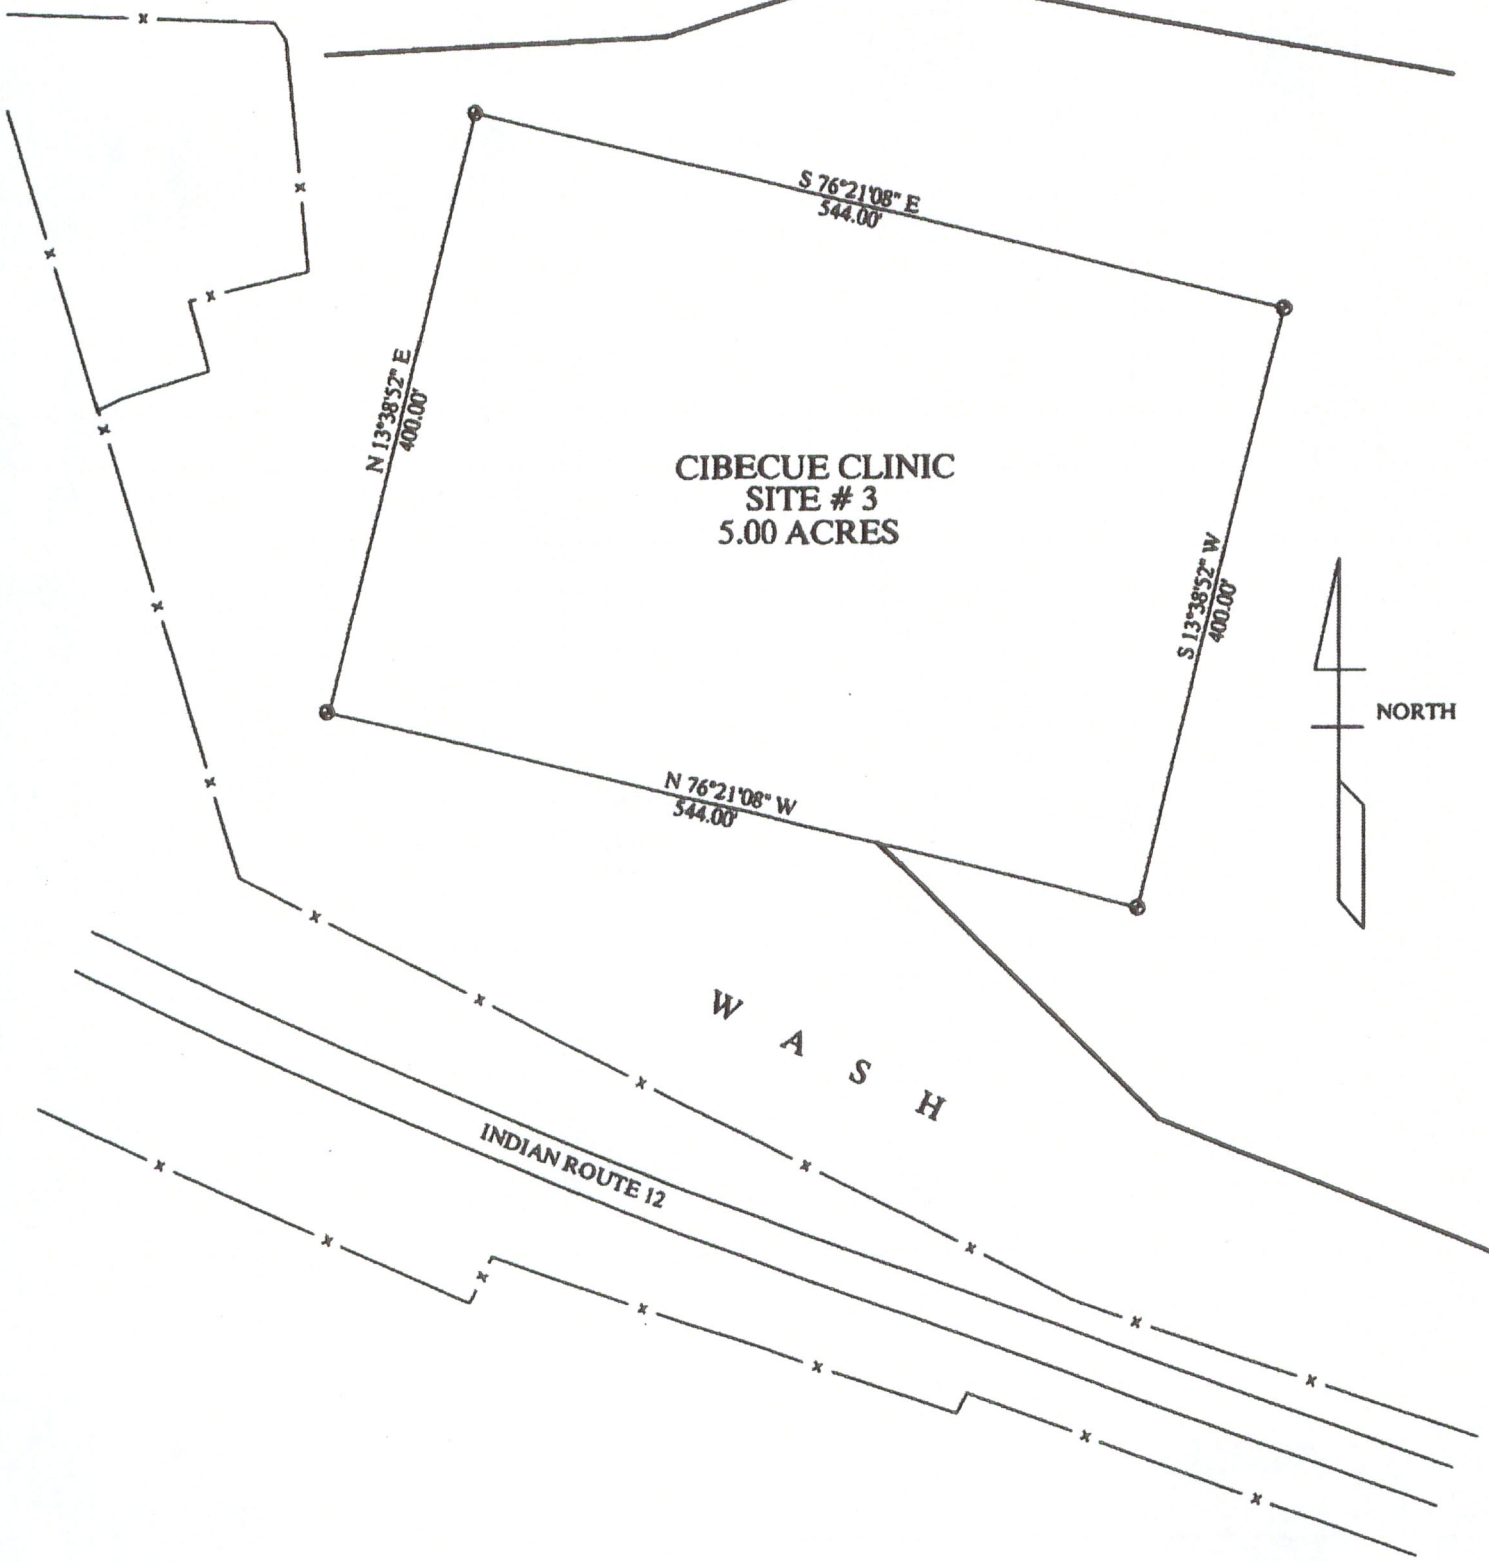 S 76°21'08" E
544.00'
N 13°38'52" E
400.00'
CIBECUE CLINIC
SITE # 3
5.00 ACRES
S 13°38'52" W
400.00'
NORTH
N 76°21'08" W
544.00'
W A S H
INDIAN ROUTE 12